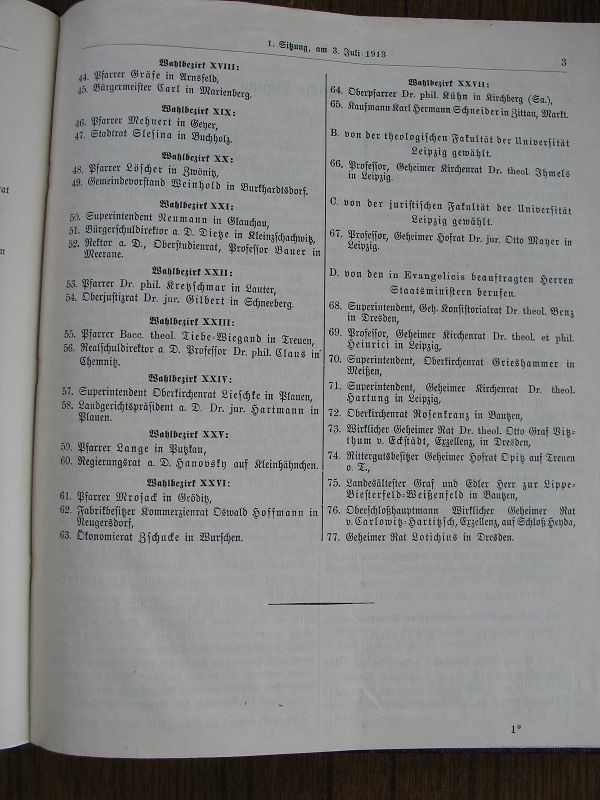 1. Sitzung, am 3. Juli 1913
3
Wahlbezirk XVIII:
44. Pfarrer Gräfe in Arnsfeld,
45. Bürgermeister Carl in Marienberg.
Wahlbezirk XIX:
46. Pfarrer Mehnert in Geyer,
47. Stadtrat Slesina in Buchholz.
Wahlbezirk XX:
48. Pfarrer Löscher in Zwönitz,
49. Gemeindevorstand Weinhold in Burkhardtsdorf.
Wahlbezirk XXI:
50. Superintendent Neumann in Glauchau,
51. Bürgerschuldirektor a. D. Dietze in Kleinzschachwitz,
52. Rektor a. D., Oberstudienrat, Professor Bauer in
Meerane.
Wahlbezirk XXII:
53. Pfarrer Dr. phil. Kretzschmar in Lauter,
54. Oberjustizrat Dr. jur. Gilbert in Schneeberg.
Wahlbezirk XXIII:
55. Pfarrer Bacc. theol. Tiebe-Wiegand in Treuen,
56. Realschuldirektor a. D. Professor Dr. phil. Claus in
Chemnitz.
Wahlbezirk XXIV:
57. Superintendent Oberkirchenrat Lieschke in Plauen,
58. Landgerichtspräsident a. D. Dr. jur. Hartmann in
Plauen.
Wahlbezirk XXV:
59. Pfarrer Lange in Putzkau,
60. Regierungsrat a. D. Hanovsky auf Kleinhähnchen.
Wahlbezirk XXVI:
61. Pfarrer Mrosack in Gröditz,
62. Fabrikbesitzer Kommerzienrat Oswald Hoffmann in
Neugersdorf,
63. Ökonomierat Zschucke in Wurschen.
Wahlbezirk XXVII:
64. Oberpfarrer Dr. phil. Kühn in Kirchberg (Sa.),
65. Kaufmann Karl Hermann Schneider in Zittau, Markt.
B. von der theologischen Fakultät der Universität
Leipzig gewählt.
66. Professor, Geheimer Kirchenrat Dr. theol. Ihmels
in Leipzig.
C. von der juristischen Fakultät der Universität
Leipzig gewählt.
67. Professor, Geheimer Hofrat Dr. jur. Otto Mayer in
Leipzig.
D. von den in Evangelicis beauftragten Herren
Staatsministern berufen.
68. Superintendent, Geh. Konsistorialrat Dr. theol. Benz
in Dresden,
69. Professor, Geheimer Kirchenrat Dr. theol. et phil.
Heinrici in Leipzig,
70. Superintendent, Oberkirchenrat Grieshammer in
Meißen,
71. Superintendent, Geheimer Kirchenrat Dr. theol.
Hartung in Leipzig,
72. Oberkirchenrat Rosenkranz in Bautzen,
73. Wirklicher Geheimer Rat Dr. theol. Otto Graf Vitz-
thum v. Eckstädt, Exzellenz, in Dresden,
74. Rittergutsbesitzer Geheimer Hofrat Opitz auf Treuen
o. T.,
75. Landesältester Graf und Edler Herr zur Lippe-
Biesterfeld-Weißenfeld in Bautzen,
76. Oberschloßhauptmann Wirklicher Geheimer Rat
v. Carlowitz-Hartitzsch, Exzellenz, auf Schloß Heyda,
77. Geheimer Rat Lotichius in Dresden.
1*